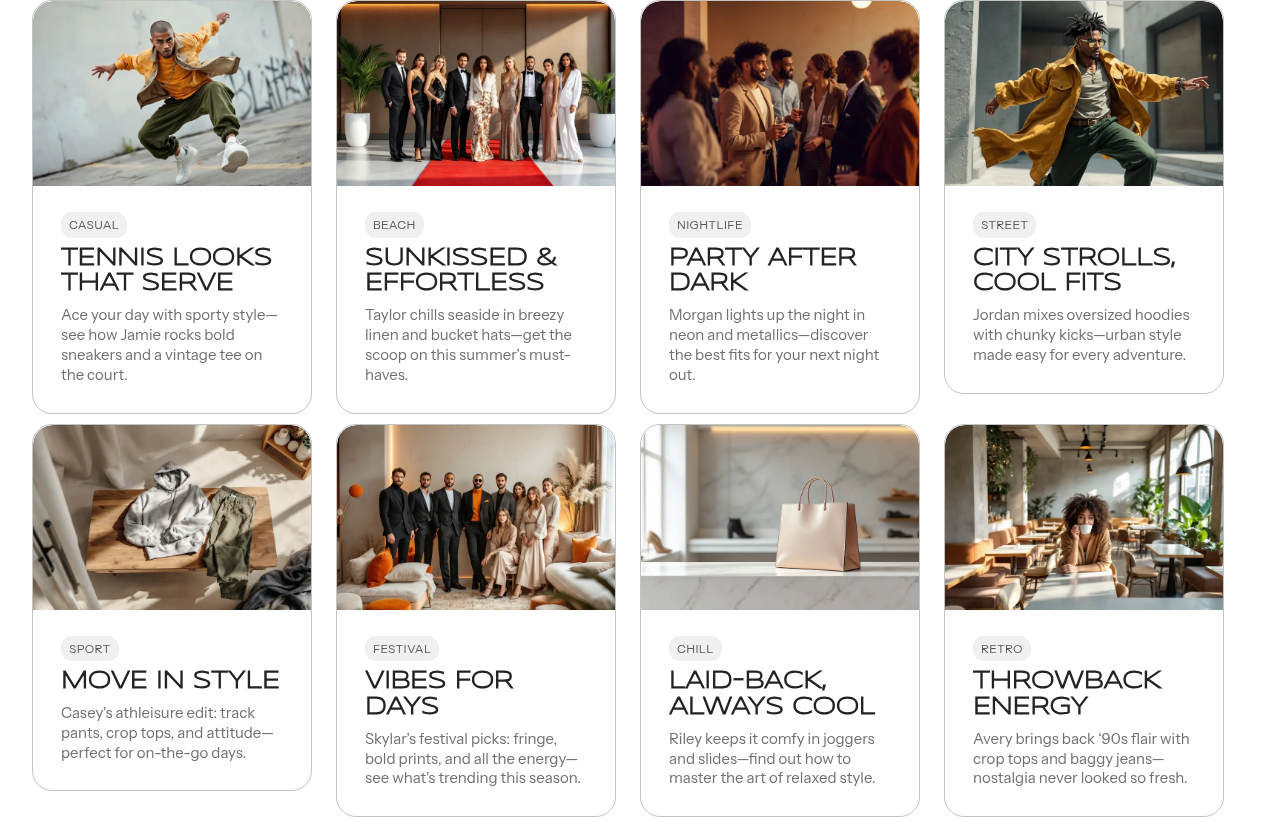 CASUAL
TENNIS LOOKS
THAT SERVE
Ace your day with sporty style—
see how Jamie rocks bold
sneakers and a vintage tee on
the court.
BEACH
SUNKISSED &
EFFORTLESS
Taylor chills seaside in breezy
linen and bucket hats—get the
scoop on this summer’s must-
haves.
NIGHTLIFE
PARTY AFTER
DARK
Morgan lights up the night in
neon and metallics—discover
the best fits for your next night
out.
STREET
CITY STROLLS,
COOL FITS
Jordan mixes oversized hoodies
with chunky kicks—urban style
made easy for every adventure.
SPORT
MOVE IN STYLE
Casey’s athleisure edit: track
pants, crop tops, and attitude—
perfect for on-the-go days.
FESTIVAL
VIBES FOR
DAYS
Skylar’s festival picks: fringe,
bold prints, and all the energy—
see what’s trending this season.
CHILL
LAID-BACK,
ALWAYS COOL
Riley keeps it comfy in joggers
and slides—find out how to
master the art of relaxed style.
RETRO
THROWBACK
ENERGY
Avery brings back ‘90s flair with
crop tops and baggy jeans—
nostalgia never looked so fresh.